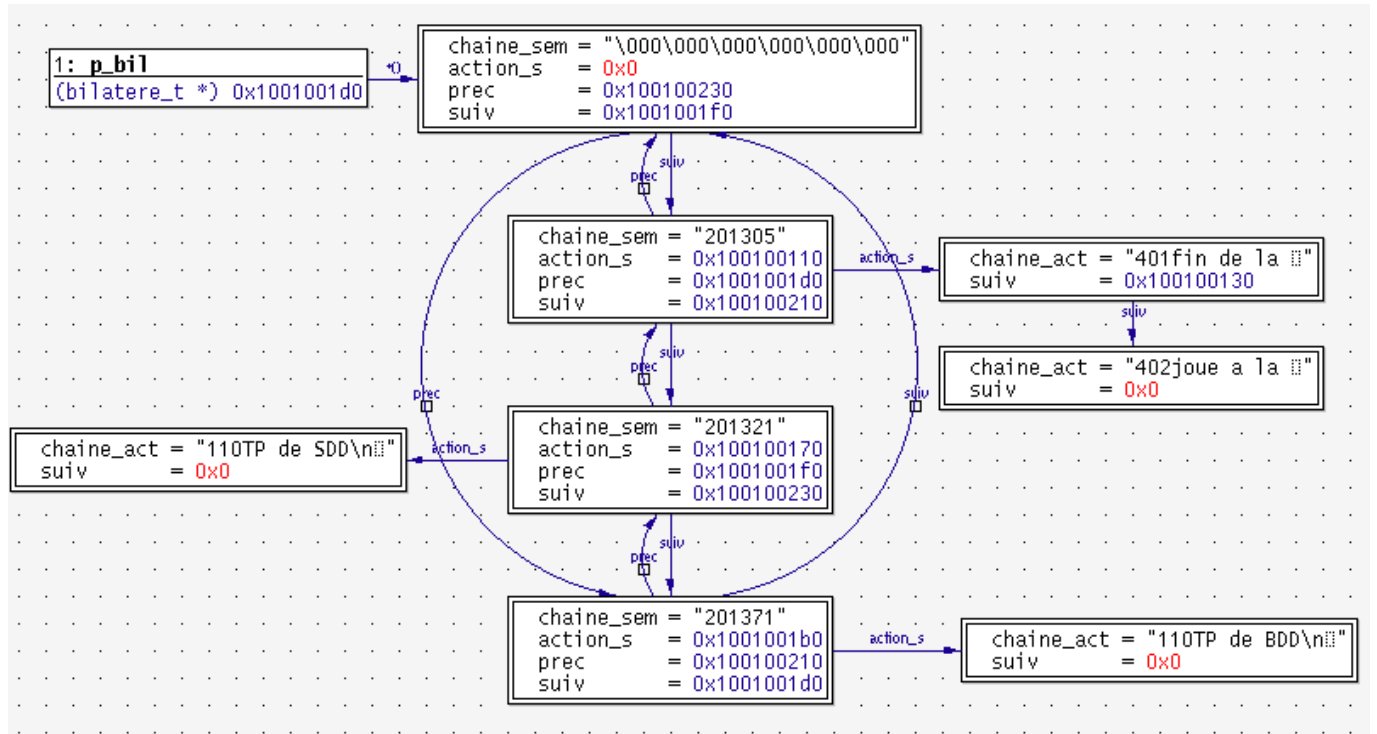 1: p_bil
(bilatere_t *) 0x1001001d0
*()
chaine_sem = "\000\000\000\000\000\000"
action_s = 0x0
prec = 0x100100230
suiv = 0x1001001f0
suiv
prec
chaine_sem = "201305"
action_s = 0x100100110
prec = 0x1001001d0
suiv = 0x100100210
action_s
chaine_act = "401fin de la ▯"
suiv = 0x100100130
suiv
chaine_act = "402joue a la ▯"
suiv = 0x0
suiv
prec
prec
suiv
chaine_sem = "201321"
action_s = 0x100100170
prec = 0x1001001f0
suiv = 0x100100230
action_s
chaine_act = "110TP de SDD\n▯"
suiv = 0x0
suiv
prec
chaine_sem = "201371"
action_s = 0x1001001b0
prec = 0x100100210
suiv = 0x1001001d0
action_s
chaine_act = "110TP de BDD\n▯"
suiv = 0x0